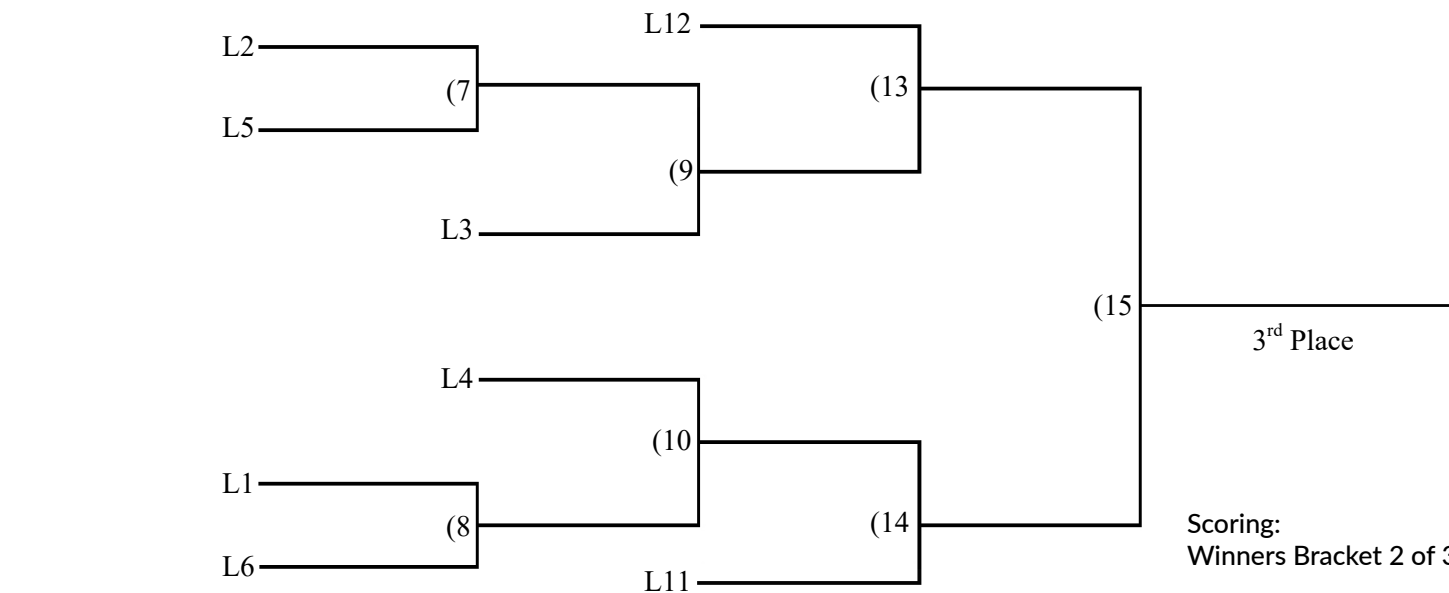 L12
L2
(13
(7
L5
(9
L3
(15
3rd Place
L4
(10
L1
(14
(8
Scoring:
Winners Bracket 2 of 3
L6
L11